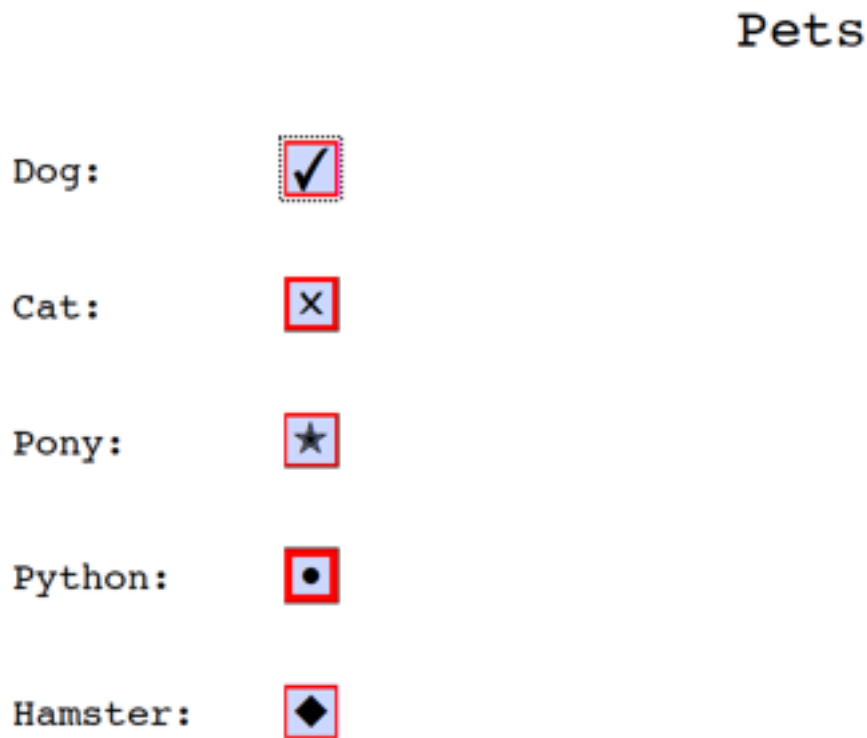 Pets
Dog: ✓
Cat: ×
Pony: ★
Python: ●
Hamster: ◆